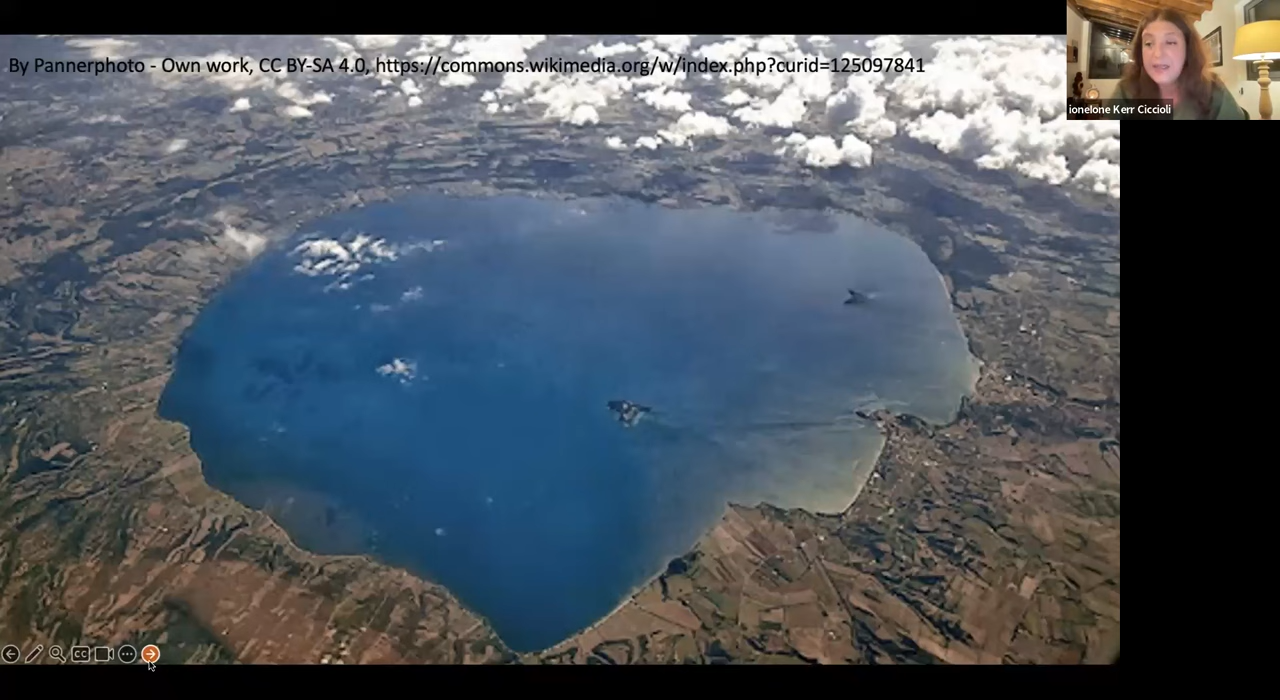 By Pannerphoto - Own work, CC BY-SA 4.0, https://commons.wikimedia.org/w/index.php?curid=125097841
ionelone Kerr Ciccioli
CC